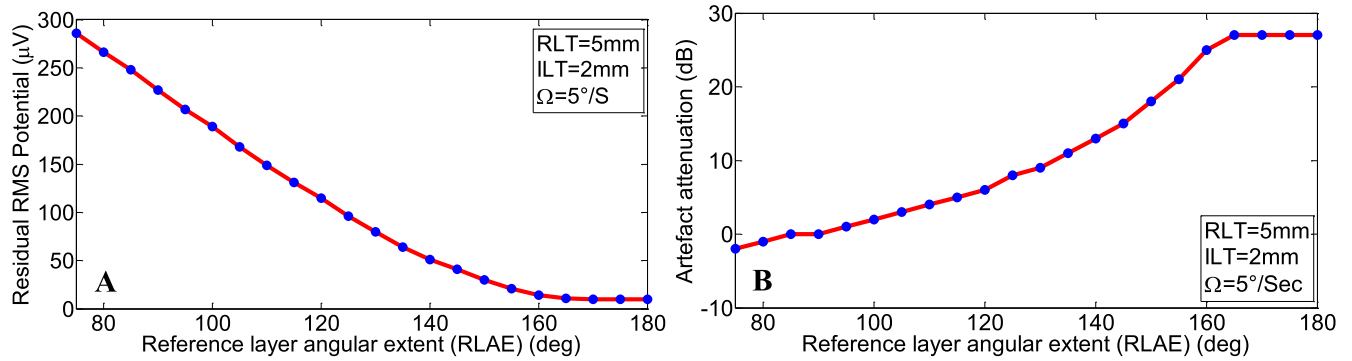 300
250
200
150
100
50
0
Residual RMS Potential (μV)
RLT=5mm
ILT=2mm
Ω=5°/S
A
80 100 120 140 160 180
Reference layer angular extent (RLAE) (deg)
30
20
10
0
-10
Artefact attenuation (dB)
RLT=5mm
ILT=2mm
Ω=5°/Sec
B
80 100 120 140 160 180
Reference layer angular extent (RLAE) (deg)